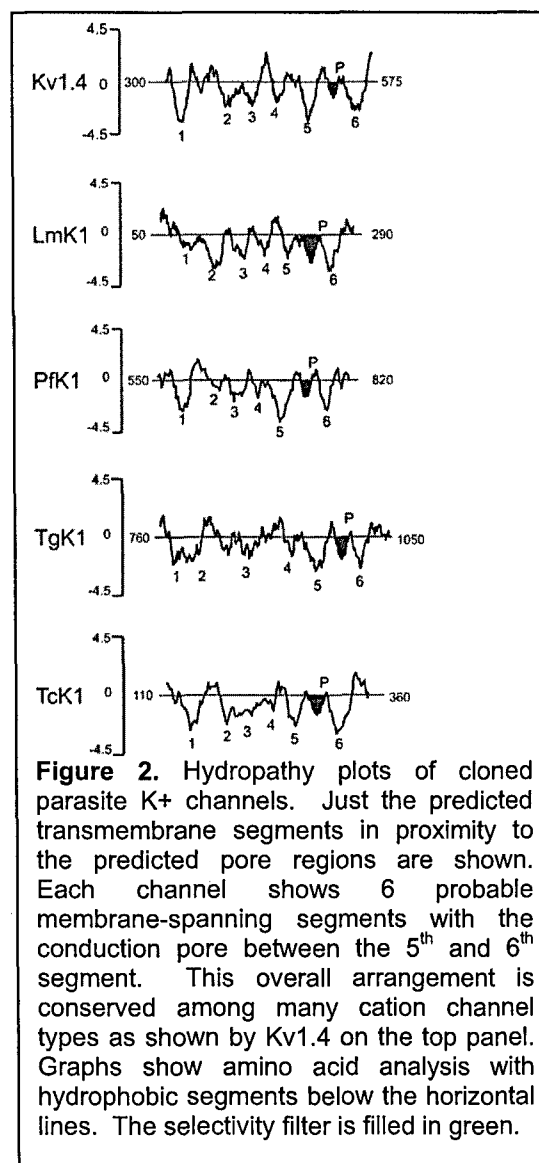 4.5
Kv1.4 0 300 P 575
-4.5
1 2 3 4 5 6
4.5
LmK1 0 50 P 290
-4.5
1 2 3 4 5 6
4.5
PfK1 0 550 P 820
-4.5
1 2 3 4 5 6
4.5
TgK1 0 760 P 1050
-4.5
1 2 3 4 5 6
4.5
TcK1 0 110 P 360
-4.5
1 2 3 4 5 6
Figure 2. Hydropathy plots of cloned
parasite K+ channels. Just the predicted
transmembrane segments in proximity to
the predicted pore regions are shown.
Each channel shows 6 probable
membrane-spanning segments with the
conduction pore between the 5th and 6th
segment. This overall arrangement is
conserved among many cation channel
types as shown by Kv1.4 on the top panel.
Graphs show amino acid analysis with
hydrophobic segments below the horizontal
lines. The selectivity filter is filled in green.